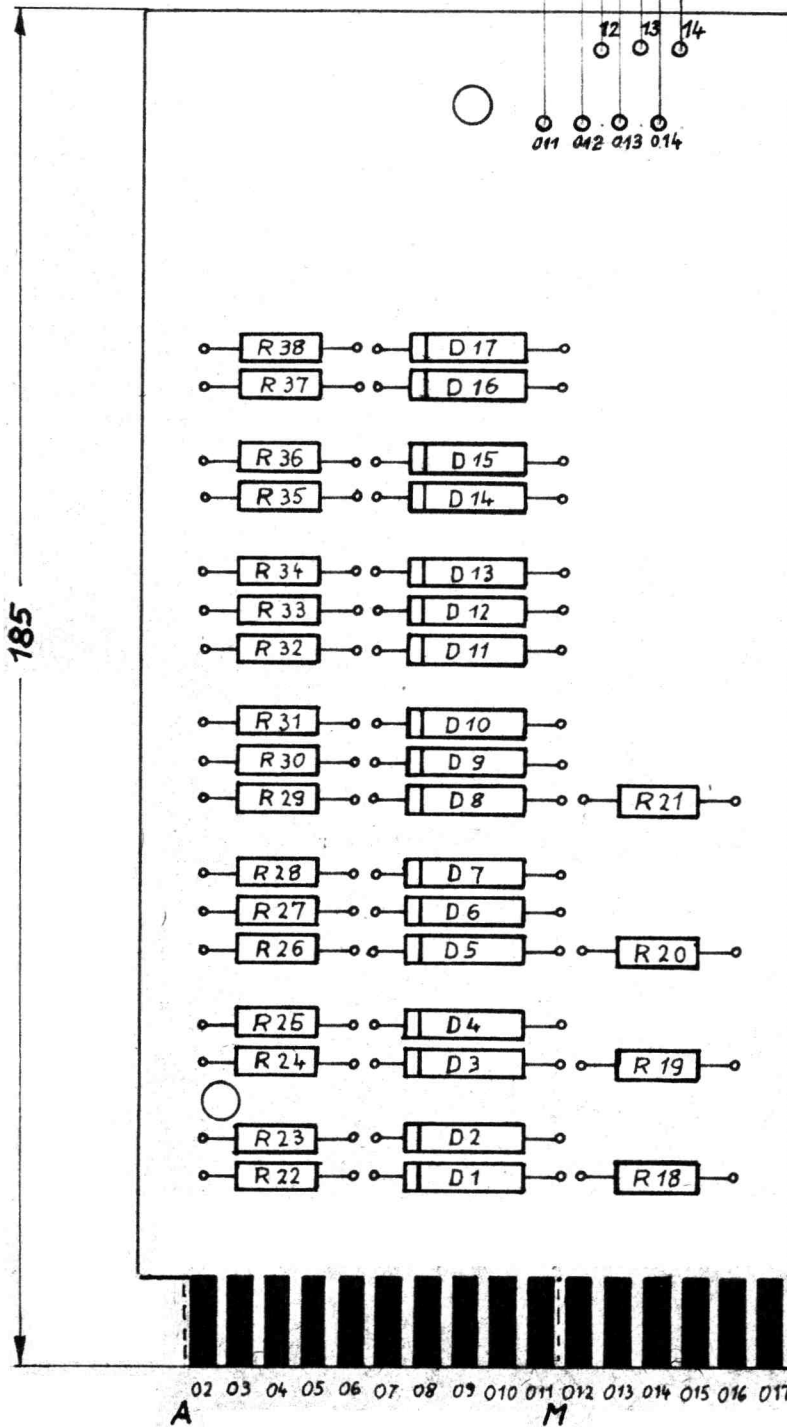 12 13 14
011 012 013 014
185
R 38 D 17
R 37 D 16
R 36 D 15
R 35 D 14
R 34 D 13
R 33 D 12
R 32 D 11
R 31 D 10
R 30 D 9
R 29 D 8 R 21
R 28 D 7
R 27 D 6
R 26 D 5 R 20
R 25 D 4
R 24 D 3 R 19
R 23 D 2
R 22 D 1 R 18
02 03 04 05 06 07 08 09 010 011 012 013 014 015 016 017
A M